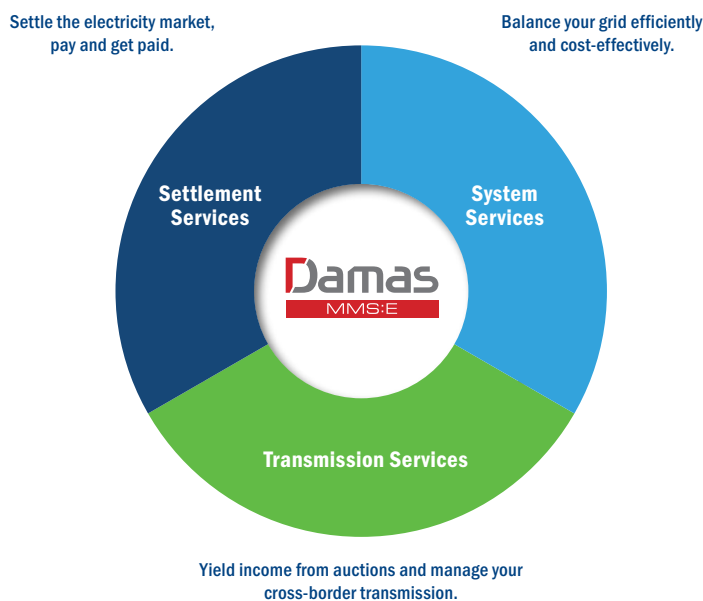 Settle the electricity market,
pay and get paid.
Balance your grid efficiently
and cost-effectively.
Settlement
Services
System
Services
Damas
MMS:E
Transmission Services
Yield income from auctions and manage your
cross-border transmission.